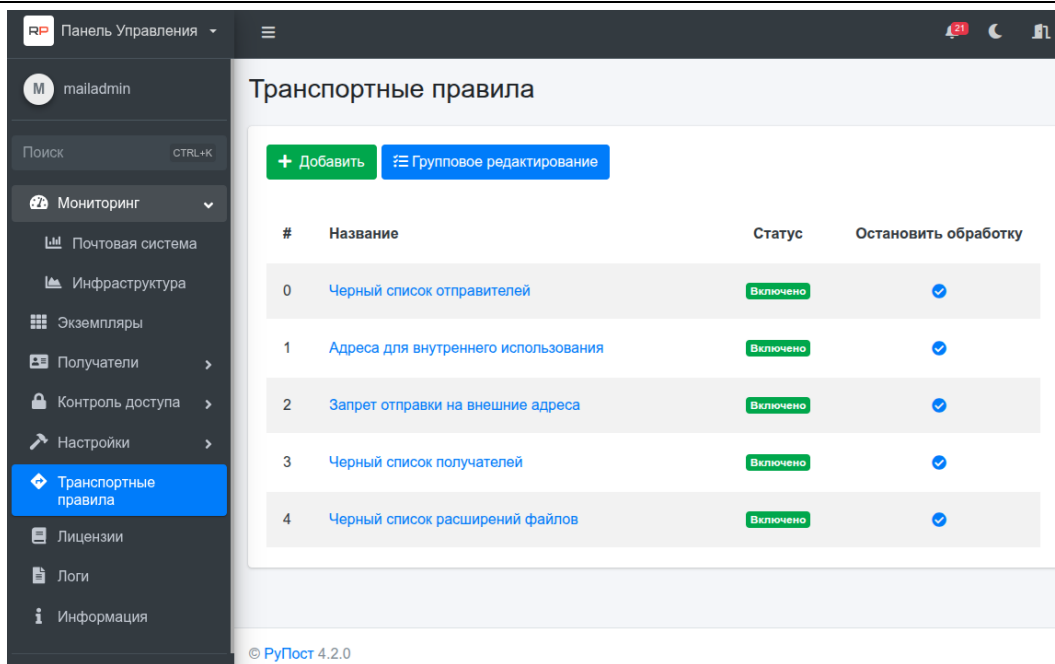 RP Панель Управления
21
M mailadmin
Транспортные правила
Поиск CTRL+K
Добавить
Групповое редактирование
Мониторинг
Почтовая система
Инфраструктура
Экземпляры
Получатели
Контроль доступа
Настройки
Транспортные
правила
Лицензии
Логи
Информация
# Название Статус Остановить обработку
0 Черный список отправителей Включено
1 Адреса для внутреннего использования Включено
2 Запрет отправки на внешние адреса Включено
3 Черный список получателей Включено
4 Черный список расширений файлов Включено
© РуПост 4.2.0